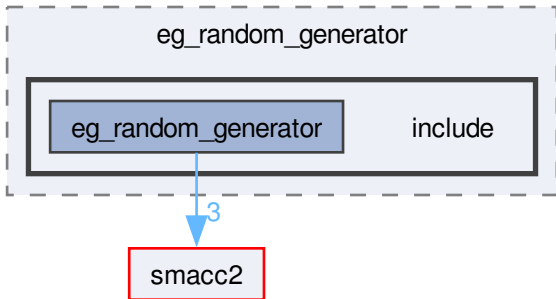 eg_random_generator
eg_random_generator include
3
smacc2